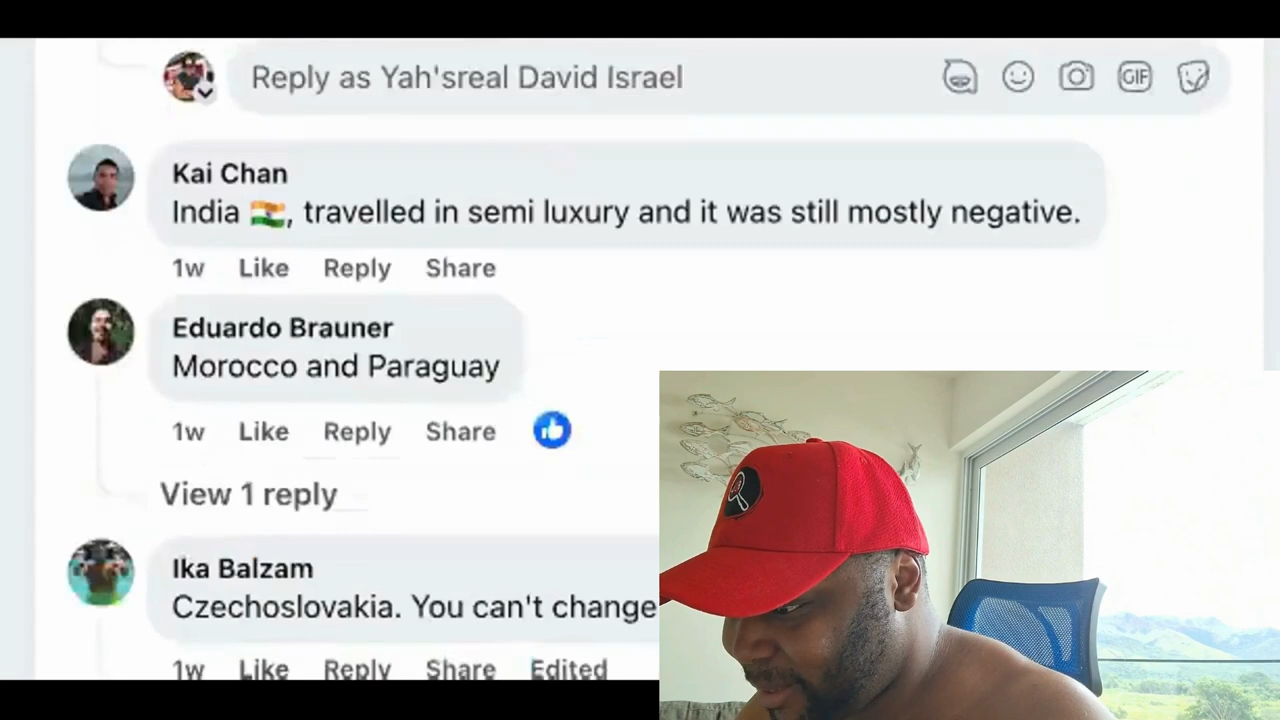 Reply as Yah'sreal David Israel
GIF
Kai Chan
India 🇮🇳, travelled in semi luxury and it was still mostly negative.
1w Like Reply Share
Eduardo Brauner
Morocco and Paraguay
1w Like Reply Share
View 1 reply
Ika Balzam
Czechoslovakia. You can't change
1w Like Reply Share Edited